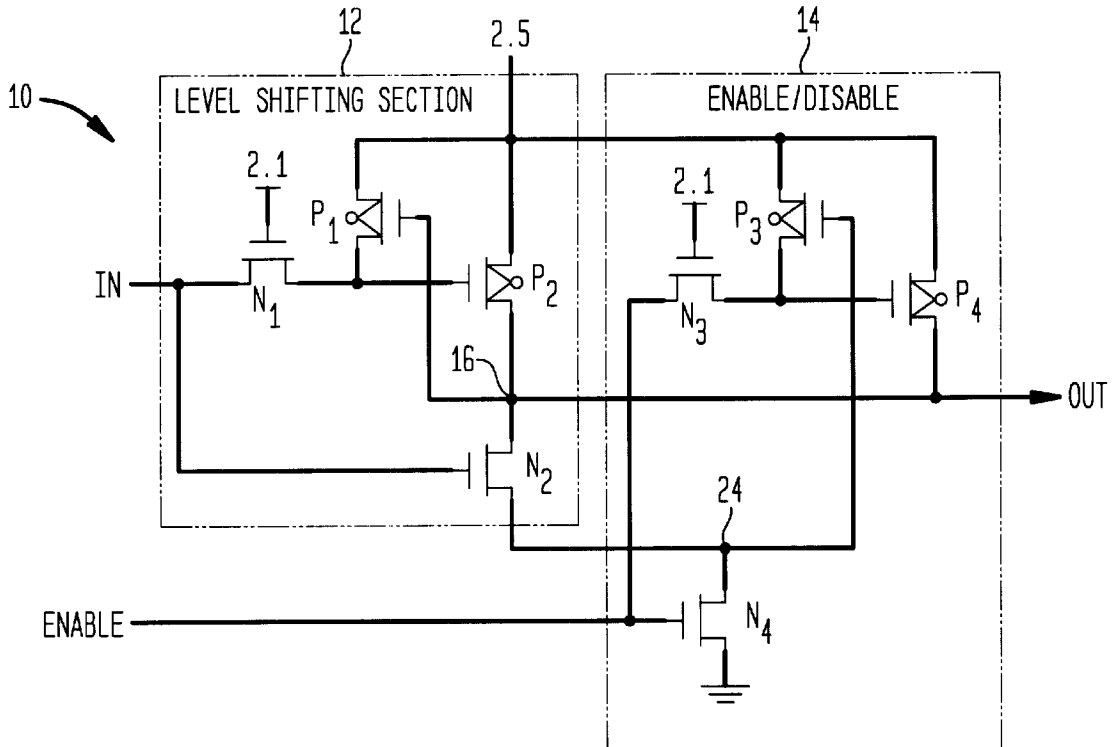 12
2.5
14
10
LEVEL SHIFTING SECTION
ENABLE/DISABLE
2.1
2.1
P1
P3
IN
N1
P2
N3
P4
16
OUT
N2
24
ENABLE
N4